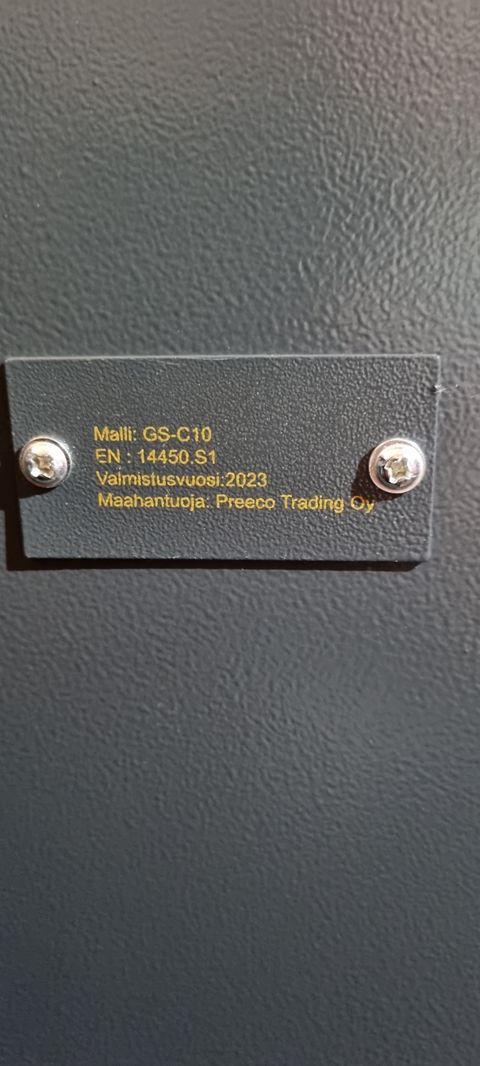 Malli: GS-C10
EN : 14450.S1
Valmistusvuosi:2023
Maahantuoja: Preeco Trading Oy